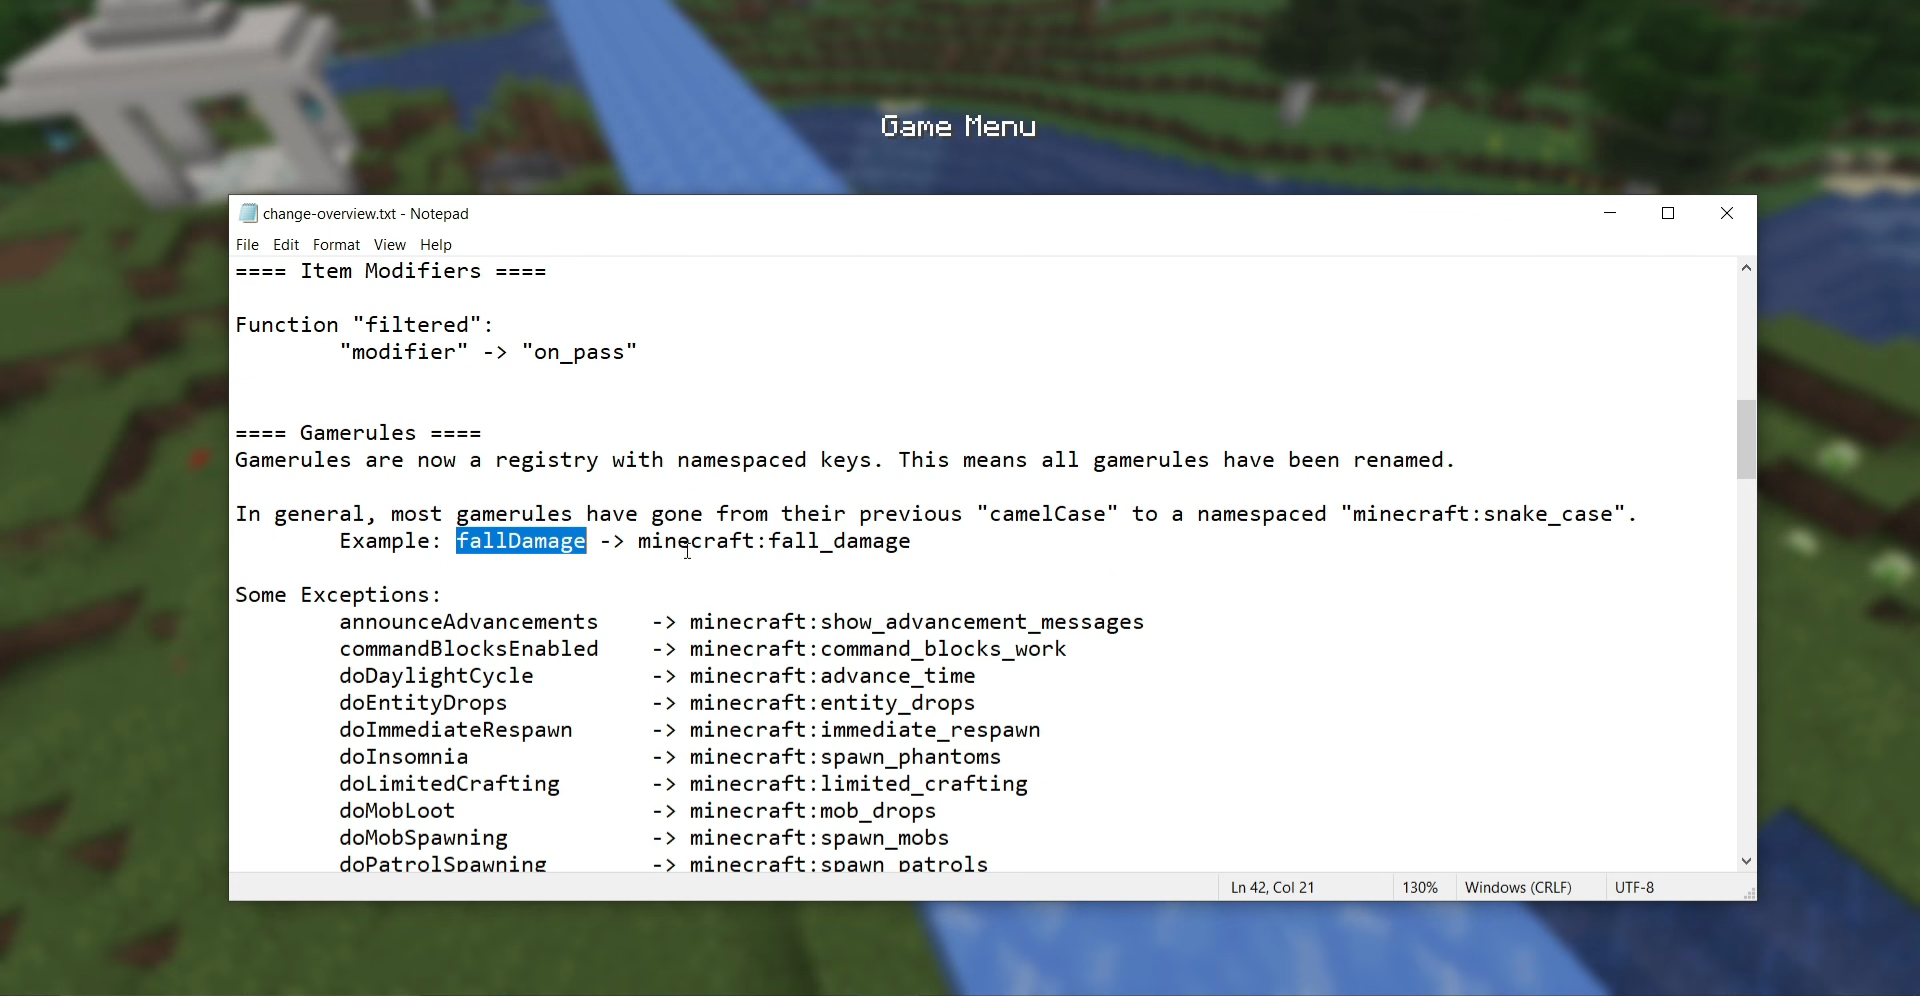 Game Menu
change-overview.txt - Notepad
File Edit Format View Help
==== Item Modifiers ====
Function "filtered":
"modifier" -> "on_pass"
==== Gamerules ====
Gamerules are now a registry with namespaced keys. This means all gamerules have been renamed.
In general, most gamerules have gone from their previous "camelCase" to a namespaced "minecraft:snake_case".
Example: fallDamage -> minecraft:fall_damage
Some Exceptions:
announceAdvancements -> minecraft:show_advancement_messages
commandBlocksEnabled -> minecraft:command_blocks_work
doDaylightCycle -> minecraft:advance_time
doEntityDrops -> minecraft:entity_drops
doImmediateRespawn -> minecraft:immediate_respawn
doInsomnia -> minecraft:spawn_phantoms
doLimitedCrafting -> minecraft:limited_crafting
doMobLoot -> minecraft:mob_drops
doMobSpawning -> minecraft:spawn_mobs
doPatrolSpawning -> minecraft:spawn_patrols
Ln 42, Col 21 130% Windows (CRLF) UTF-8